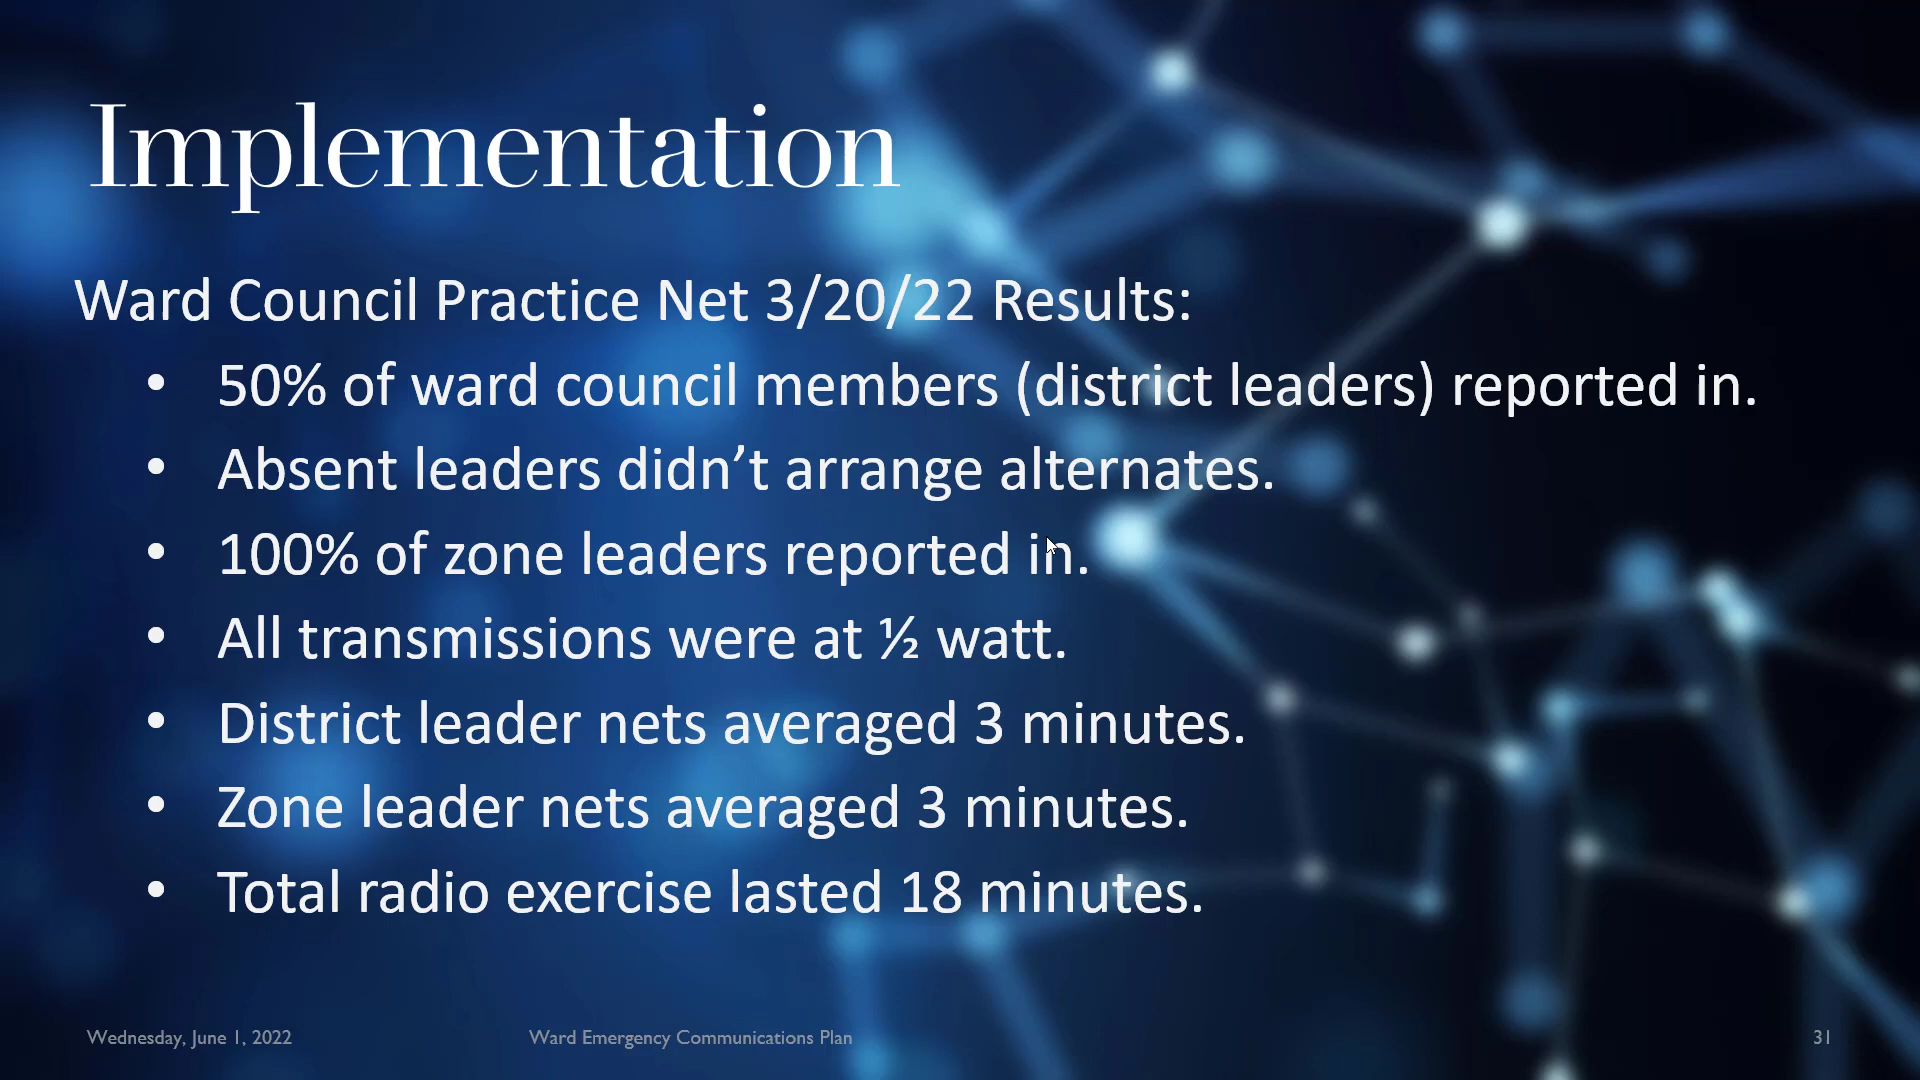 Implementation
Ward Council Practice Net 3/20/22 Results:
• 50% of ward council members (district leaders) reported in.
• Absent leaders didn’t arrange alternates.
• 100% of zone leaders reported in.
• All transmissions were at ½ watt.
• District leader nets averaged 3 minutes.
• Zone leader nets averaged 3 minutes.
• Total radio exercise lasted 18 minutes.
Wednesday, June 1, 2022
Ward Emergency Communications Plan
31